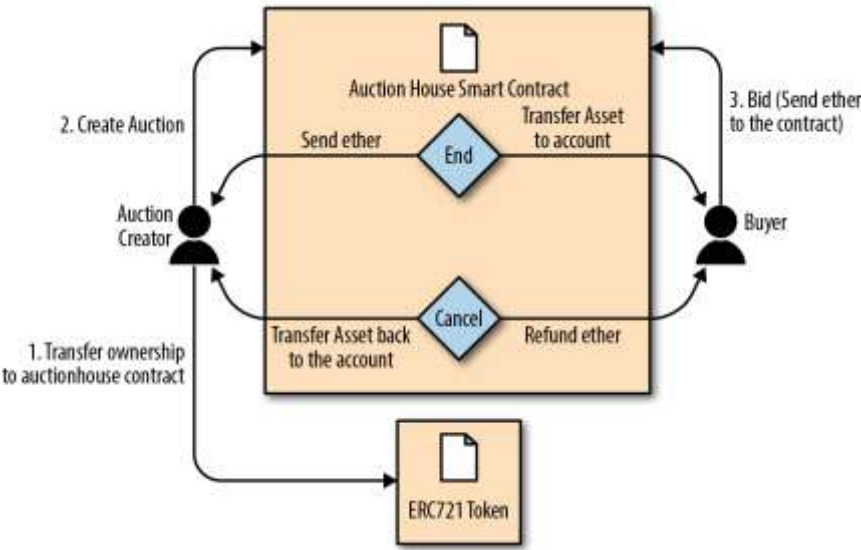 Auction House Smart Contract
2. Create Auction
Send ether
End
Transfer Asset
to account
3. Bid (Send ether
to the contract)
Auction
Creator
Buyer
Cancel
Transfer Asset back
to the account
Refund ether
1. Transfer ownership
to auctionhouse contract
ERC721 Token